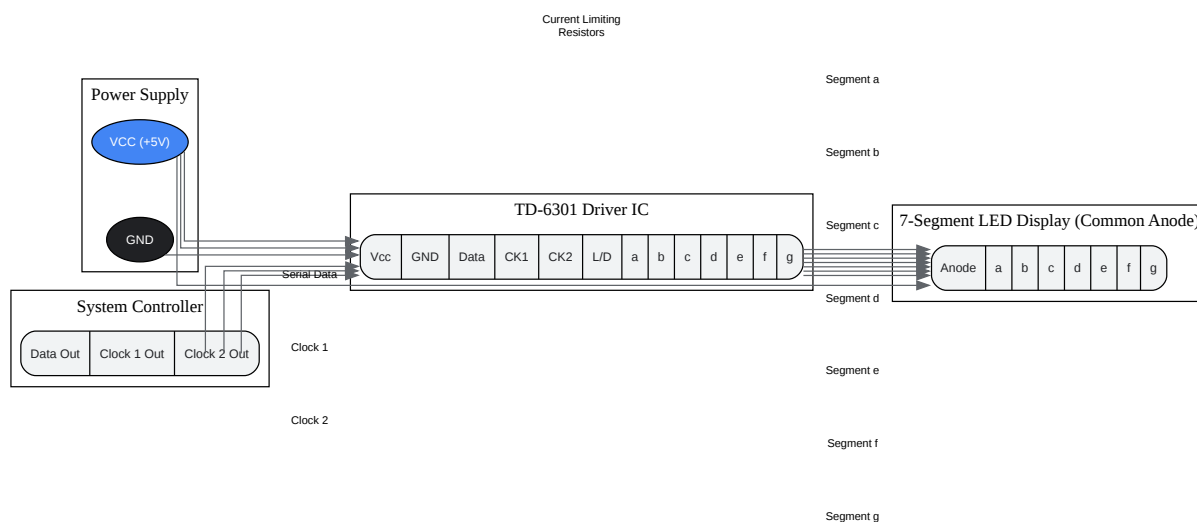 Current Limiting
Resistors
Segment a
Power Supply
VCC (+5V)
Segment b
TD-6301 Driver IC
7-Segment LED Display (Common Anode)
Segment c
GND
Vcc GND Data CK1 CK2 L/D a b c d e f g
Anode a b c d e f g
Serial Data
Segment d
System Controller
Data Out Clock 1 Out Clock 2 Out
Clock 1
Segment e
Clock 2
Segment f
Segment g